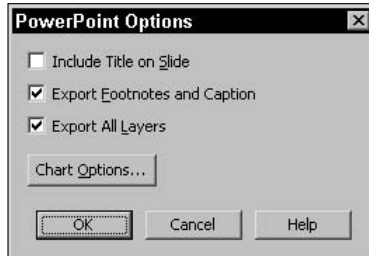 PowerPoint Options
Include Title on Slide
Export Footnotes and Caption
Export All Layers
Chart Options...
OK Cancel Help